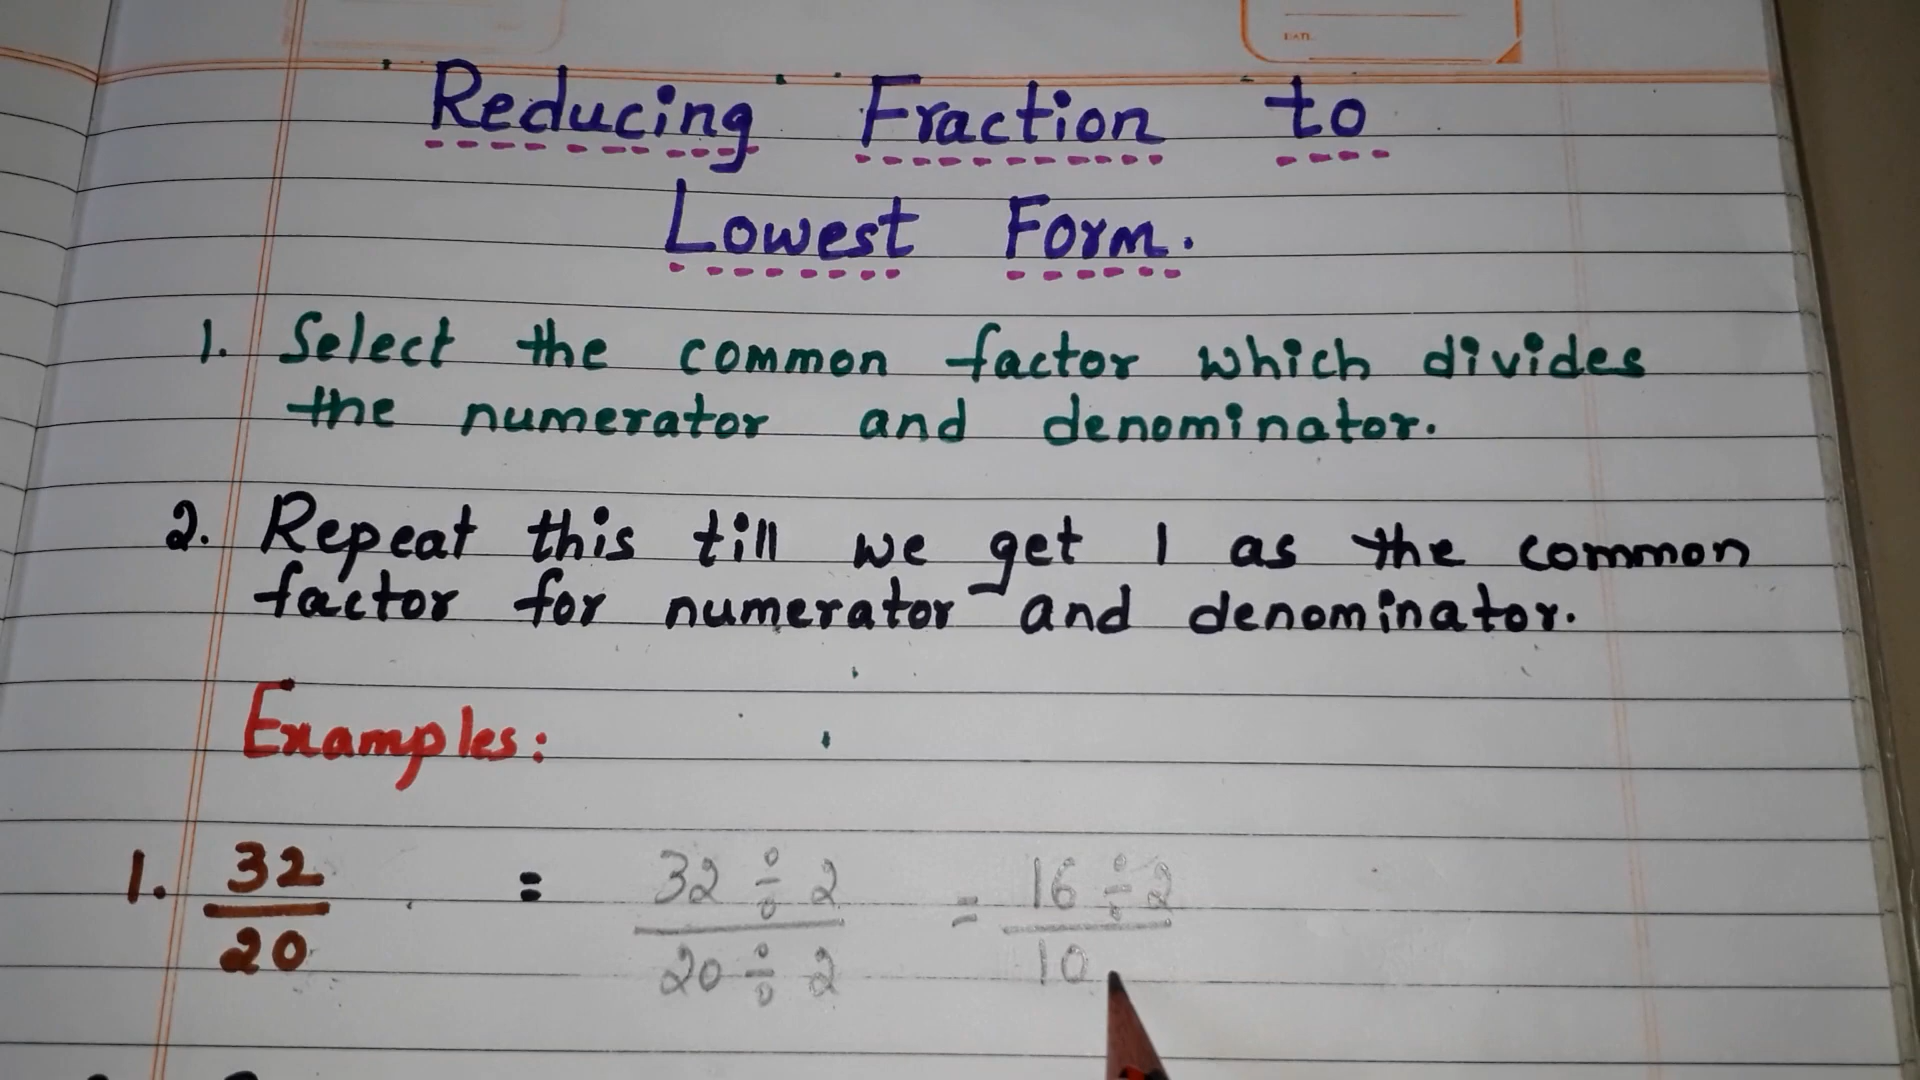 Reducing Fraction to
Lowest Form.
1. Select the common factor which divides
the numerator and denominator.
2. Repeat this till we get 1 as the common
factor for numerator and denominator.
Examples:
1. 32/20 = 32 ÷ 2/20 ÷ 2 = 16 ÷ 2/10